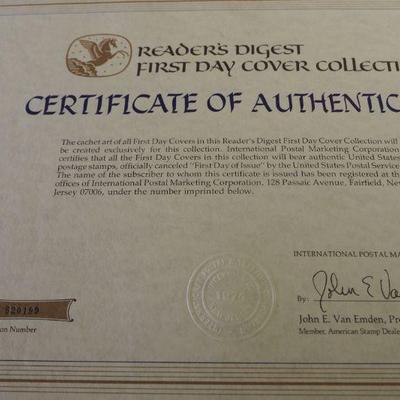 READER'S DIGEST
FIRST DAY COVER COLLECTI
CERTIFICATE OF AUTHENTIC
The cachet art of all First Day Covers in this Reader's Digest First Day Cover Collection will
be created exclusively for this collection. International Postal Marketing Corporation
certifies that all the First Day Covers in this collection will bear authentic United States
postage stamps, officially canceled "First Day of Issue" by the United States Postal Service
The name of the subscriber to whom this certificate is issued has been registered at the
offices of International Postal Marketing Corporation, 128 Passaic Avenue, Fairfield, New
Jersey 07006, under the number imprinted below.
INTERNATIONAL POSTAL MA
By: John E Va
John E. Van Emden, Pre
Member, American Stamp Deale
820199
on Number